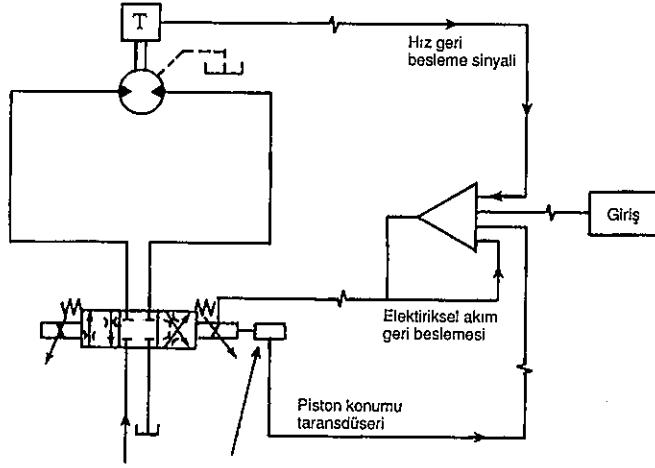 T
Hız geri
besleme sinyali
Giriş
Elektiriksel akım
geri beslemesi
Piston konumu
taransdüseri